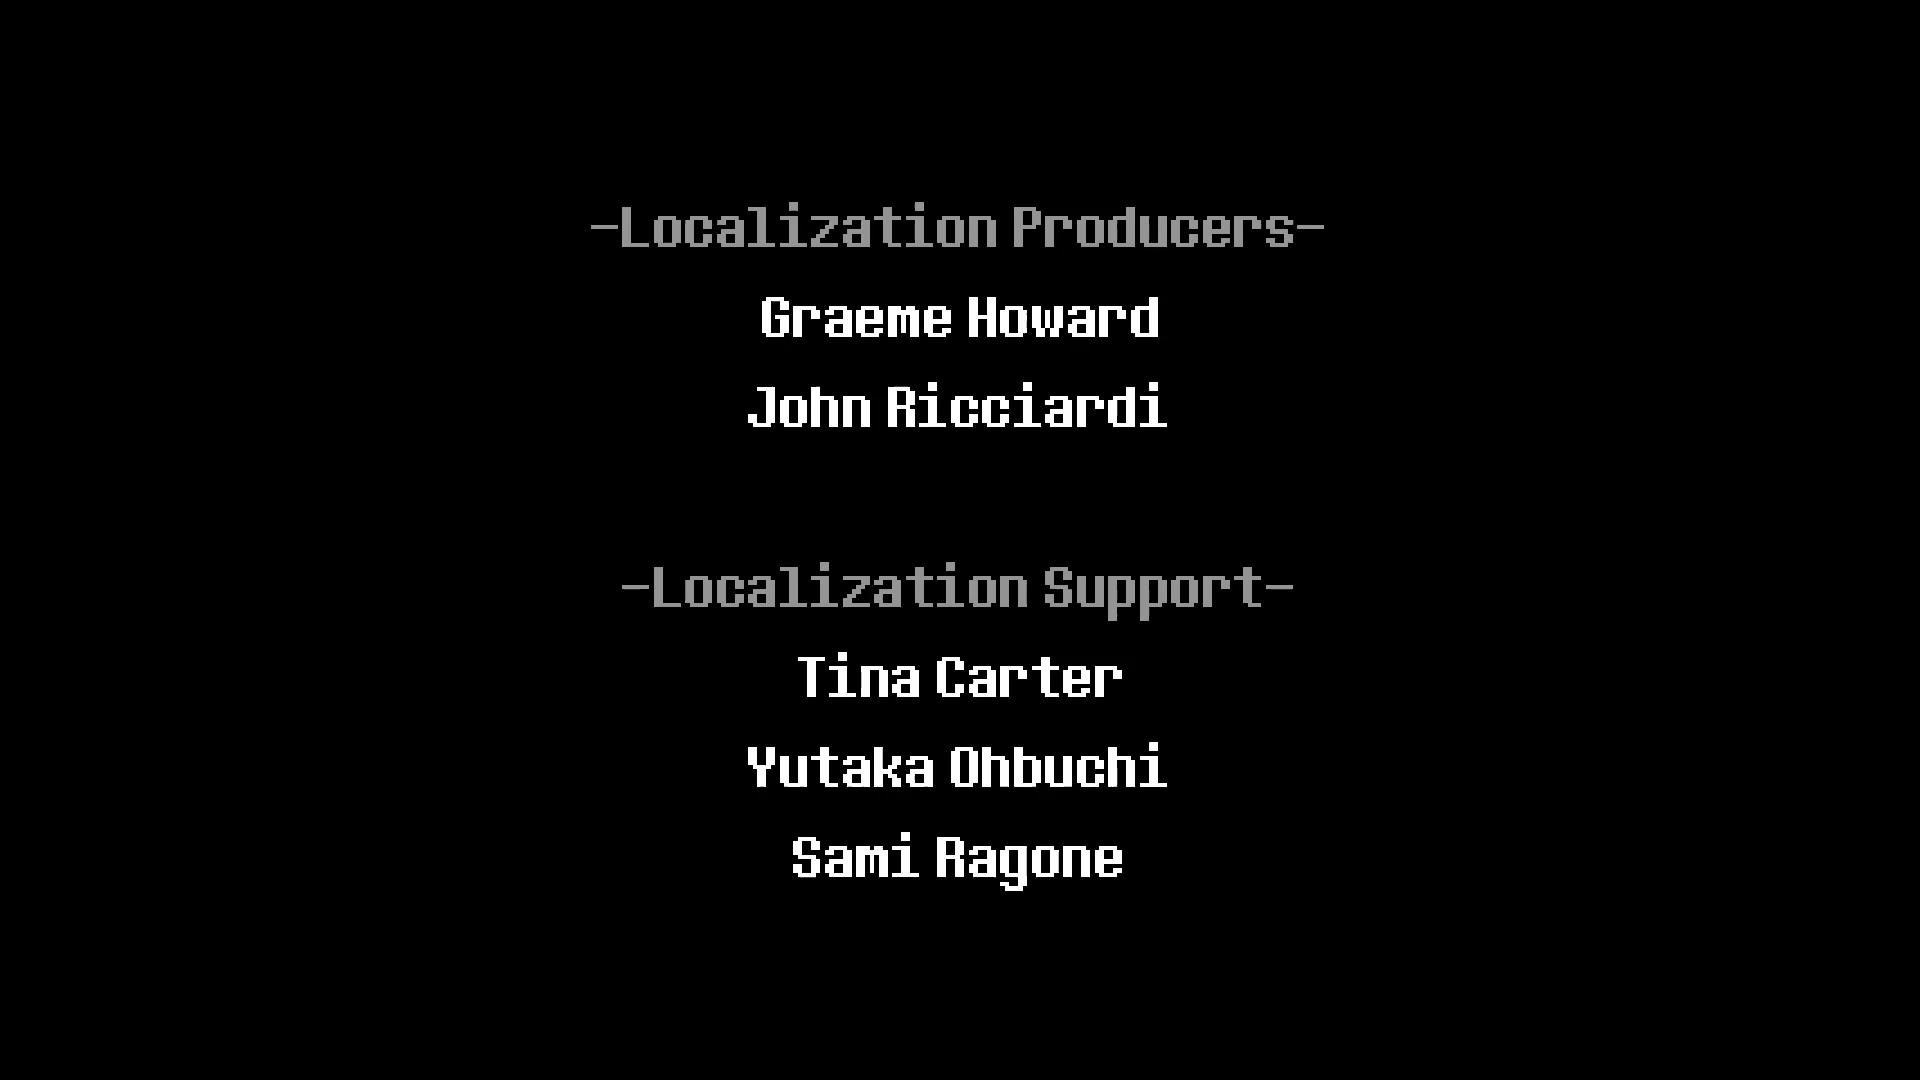 -Localization Producers-
Graeme Howard
John Ricciardi
-Localization Support-
Tina Carter
Yutaka Ohbuchi
Sami Ragone